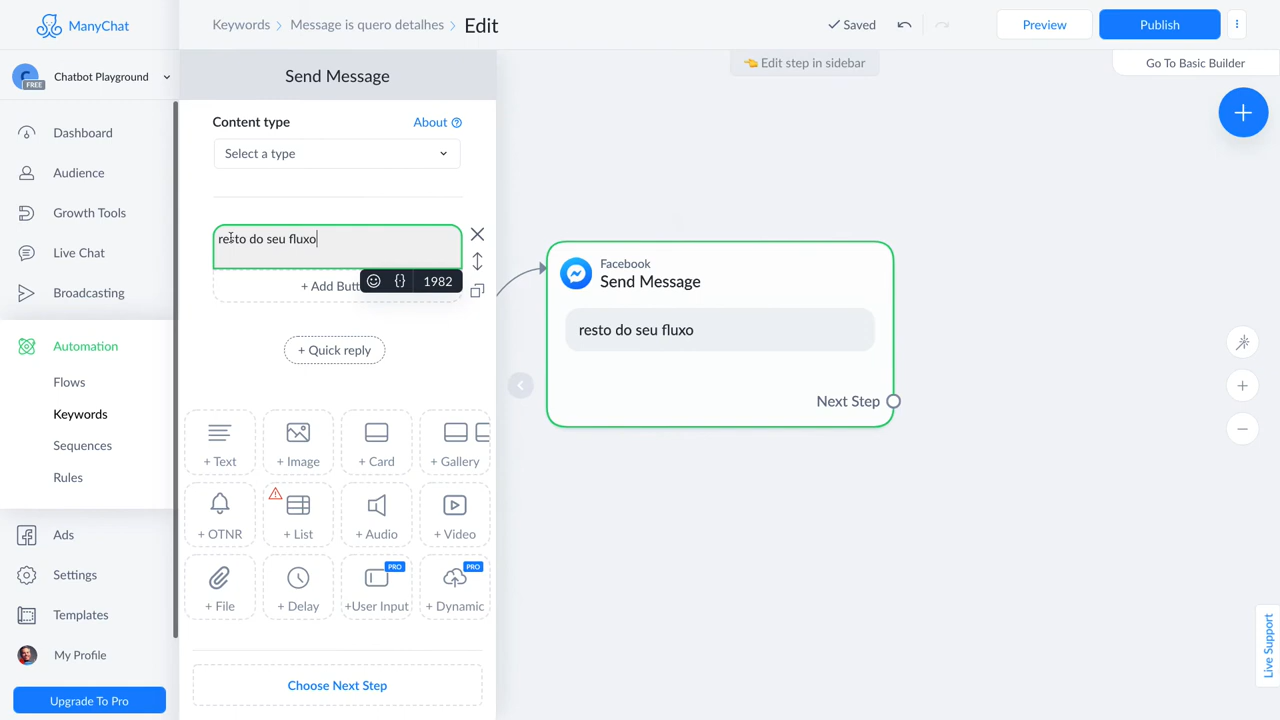 ManyChat
Keywords
Message is quero detalhes
Edit
Saved
Preview
Publish
C
FREE
Chatbot Playground
Send Message
Edit step in sidebar
Go To Basic Builder
Dashboard
Audience
Growth Tools
Live Chat
Broadcasting
Automation
Flows
Keywords
Sequences
Rules
Ads
Settings
Templates
My Profile
Upgrade To Pro
Content type
About
Select a type
resto do seu fluxo
+ Add Butt
{} 1982
+ Quick reply
+ Text
+ Image
+ Card
+ Gallery
+ OTNR
+ List
+ Audio
+ Video
+ File
+ Delay
PRO
+User Input
PRO
+ Dynamic
Choose Next Step
Facebook
Send Message
resto do seu fluxo
Next Step
Live Support